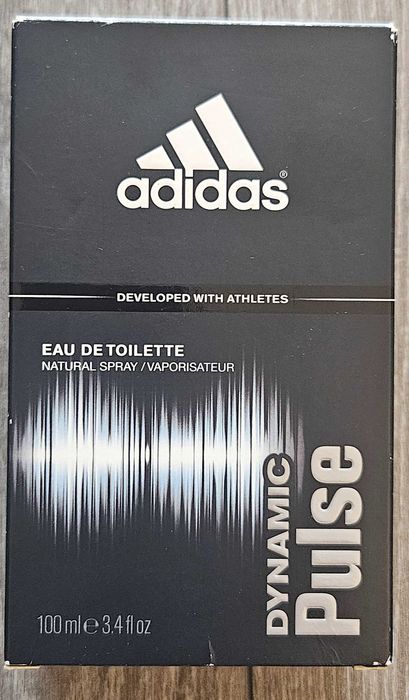 adidas®
DEVELOPED WITH ATHLETES
EAU DE TOILETTE
NATURAL SPRAY / VAPORISATEUR
DYNAMIC
Pulse
100 ml ℮ 3.4 fl oz